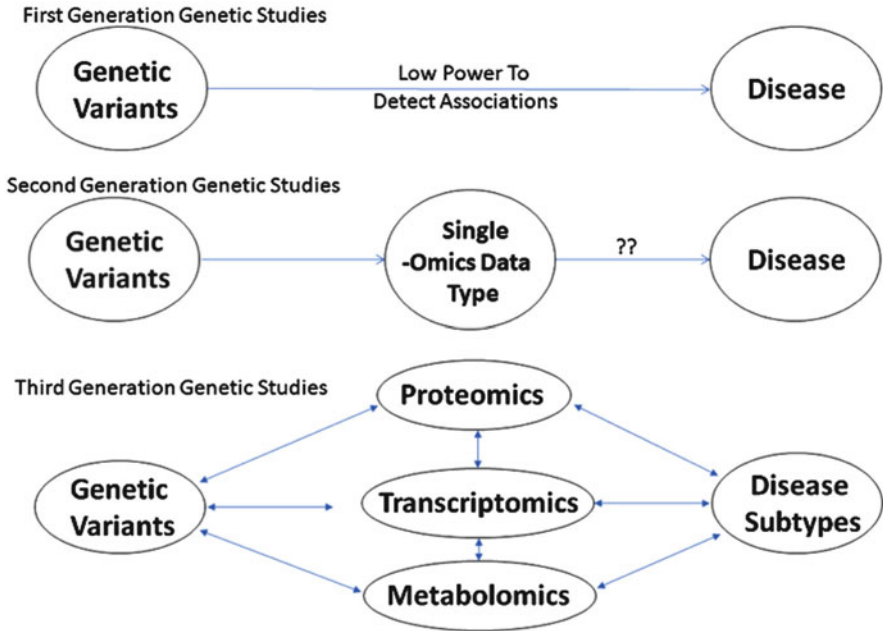 First Generation Genetic Studies
Genetic
Variants
Low Power To
Detect Associations
Disease
Second Generation Genetic Studies
Genetic
Variants
Single
-Omics Data
Type
??
Disease
Third Generation Genetic Studies
Proteomics
Genetic
Variants
Transcriptomics
Disease
Subtypes
Metabolomics